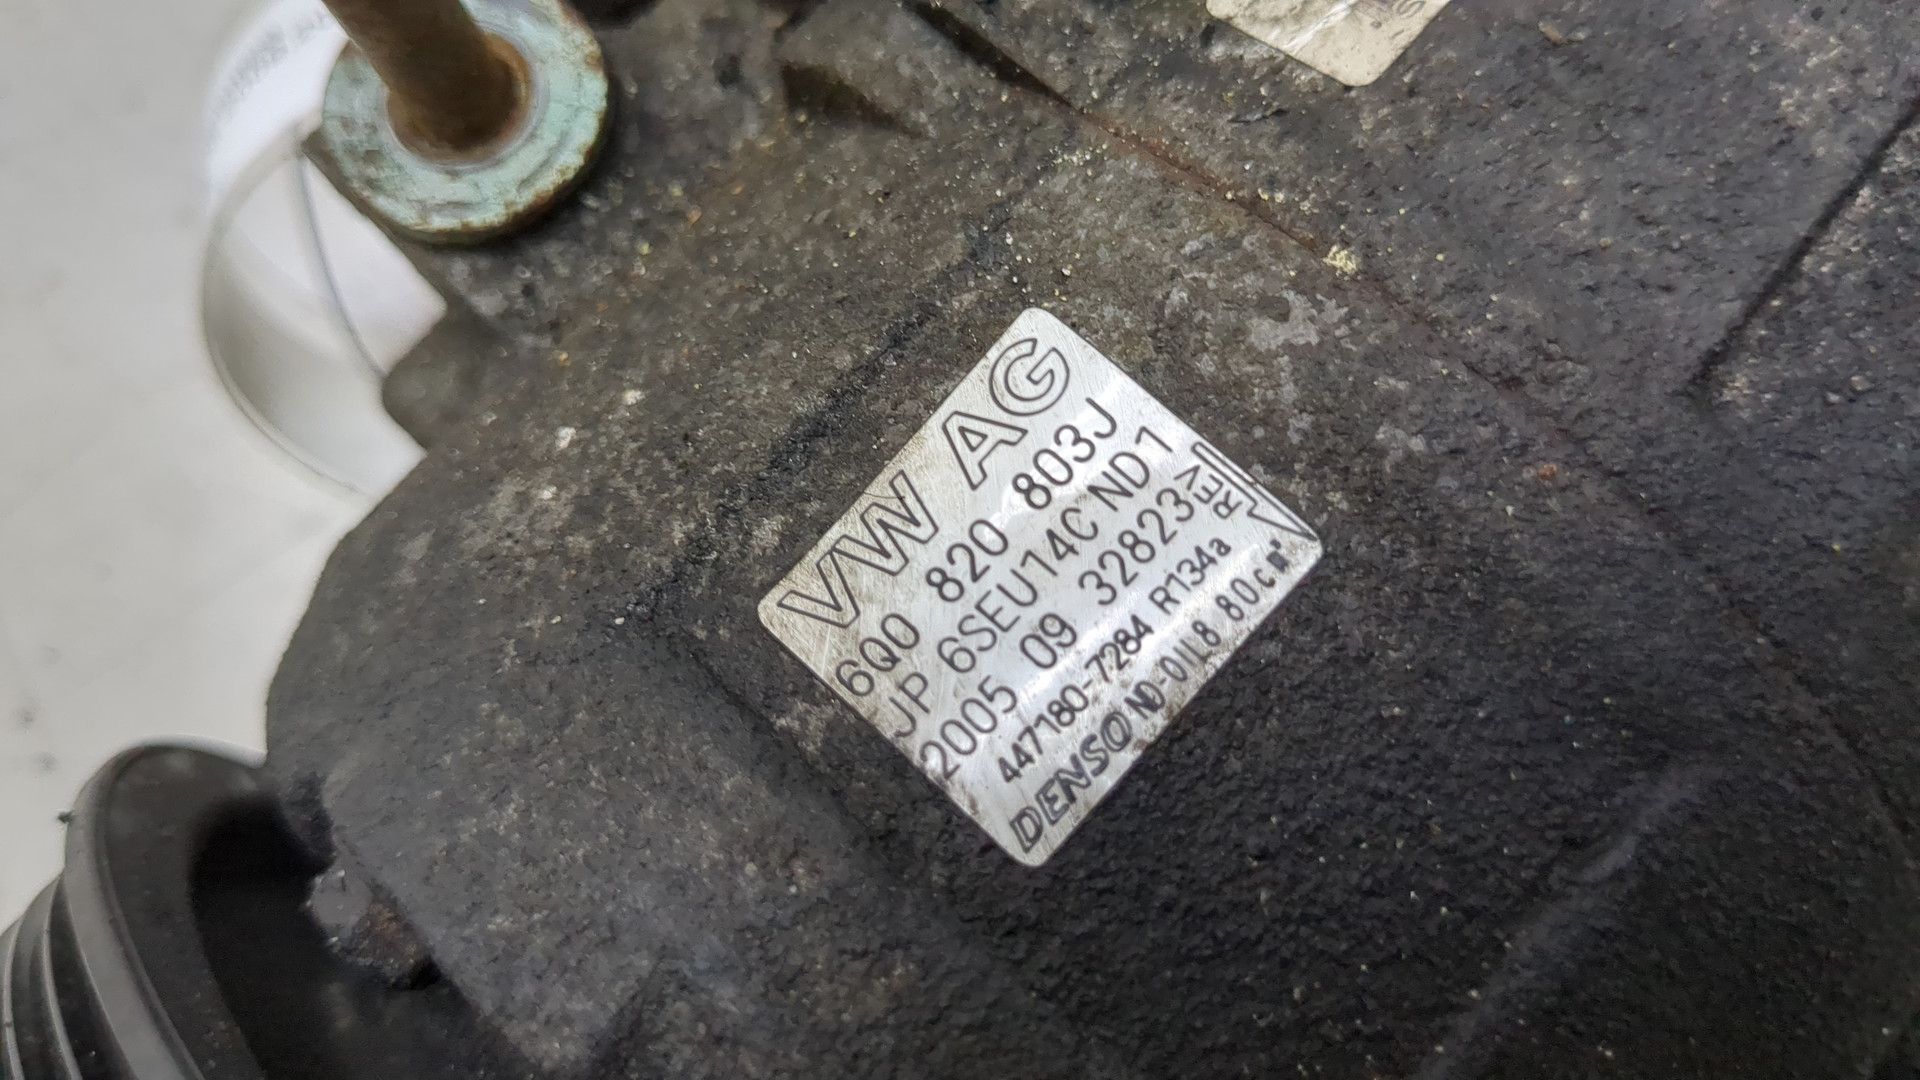 VW AG
6Q0 820 803J
JP 6SEU14C ND1
2005 09 32823 REV
447180-7284 R134a
DENSO ND-OIL8 80cm³